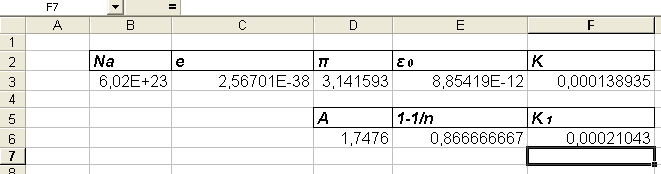 F7 =
A B C D E F
1
2 Na e π ε₀ K
3 6,02E+23 2,56701E-38 3,141593 8,85419E-12 0,000138935
4
5 A 1-1/n K₁
6 1,7476 0,866666667 0,00021043
7
8